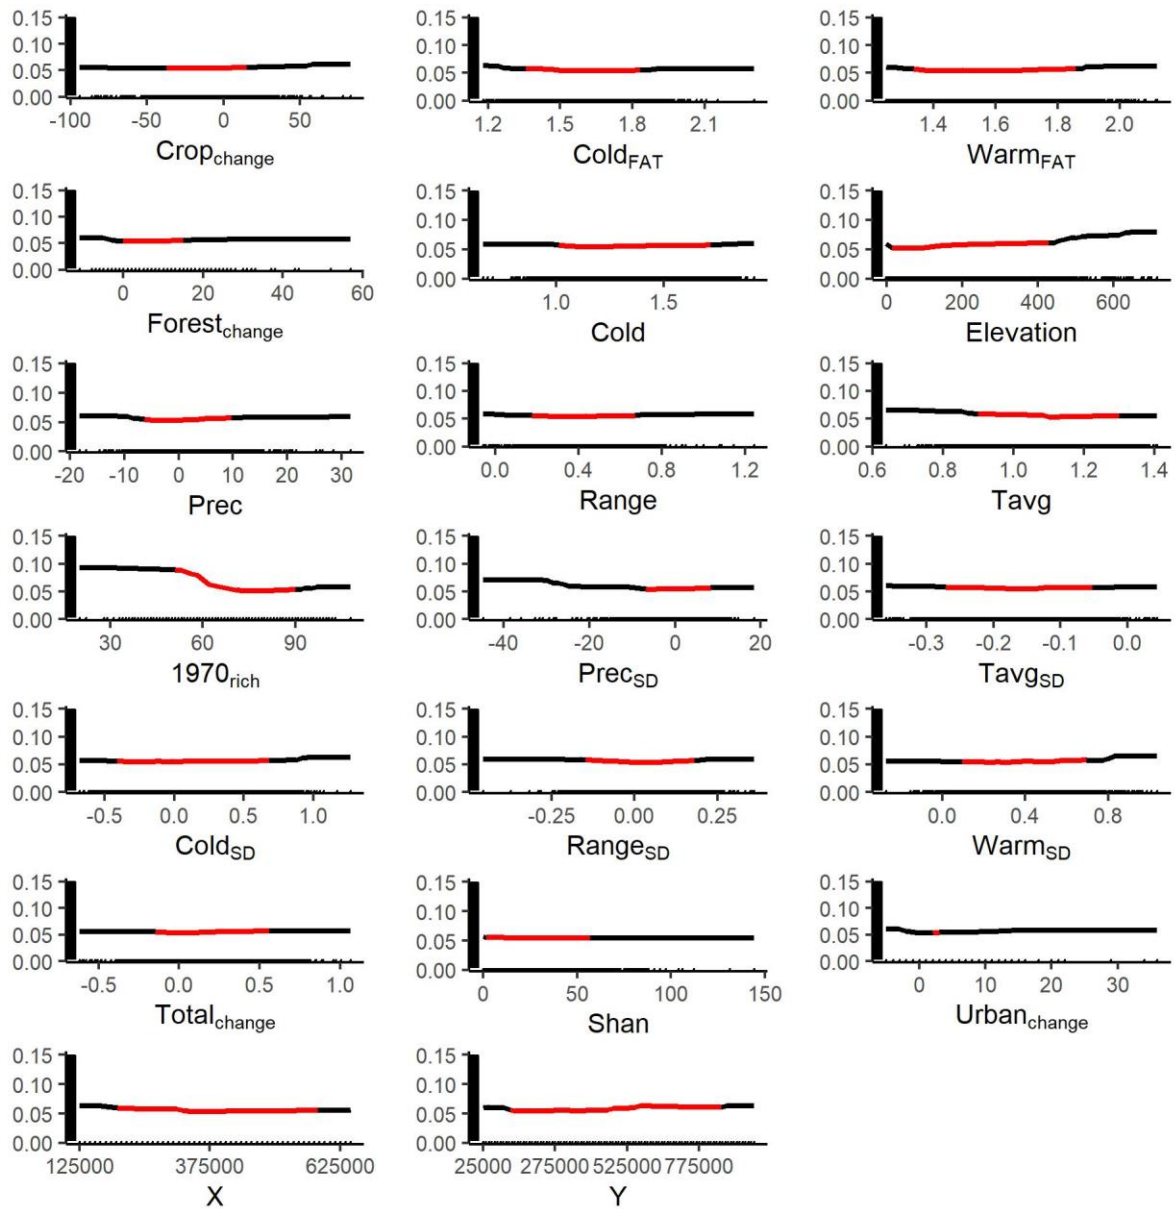 0.15 0.15 0.15
0.10 0.10 0.10
0.05 0.05 0.05
0.00 0.00 0.00
-100 -50 0 50 1.2 1.5 1.8 2.1 1.4 1.6 1.8 2.0
Crop change Cold FAT Warm FAT
0.15 0.15 0.15
0.10 0.10 0.10
0.05 0.05 0.05
0.00 0.00 0.00
0 20 40 60 1.0 1.5 0 200 400 600
Forest change Cold Elevation
0.15 0.15 0.15
0.10 0.10 0.10
0.05 0.05 0.05
0.00 0.00 0.00
-20 -10 0 10 20 30 0.0 0.4 0.8 1.2 0.6 0.8 1.0 1.2 1.4
Prec Range Tavg
0.15 0.15 0.15
0.10 0.10 0.10
0.05 0.05 0.05
0.00 0.00 0.00
30 60 90 -40 -20 0 20 -0.3 -0.2 -0.1 0.0
1970 rich Prec SD Tavg SD
0.15 0.15 0.15
0.10 0.10 0.10
0.05 0.05 0.05
0.00 0.00 0.00
-0.5 0.0 0.5 1.0 -0.25 0.00 0.25 0.0 0.4 0.8
Cold SD Range SD Warm SD
0.15 0.15 0.15
0.10 0.10 0.10
0.05 0.05 0.05
0.00 0.00 0.00
-0.5 0.0 0.5 1.0 0 50 100 150 0 10 20 30
Total change Shan Urban change
0.15 0.15
0.10 0.10
0.05 0.05
0.00 0.00
125000 375000 625000 25000 275000 525000 775000
X Y